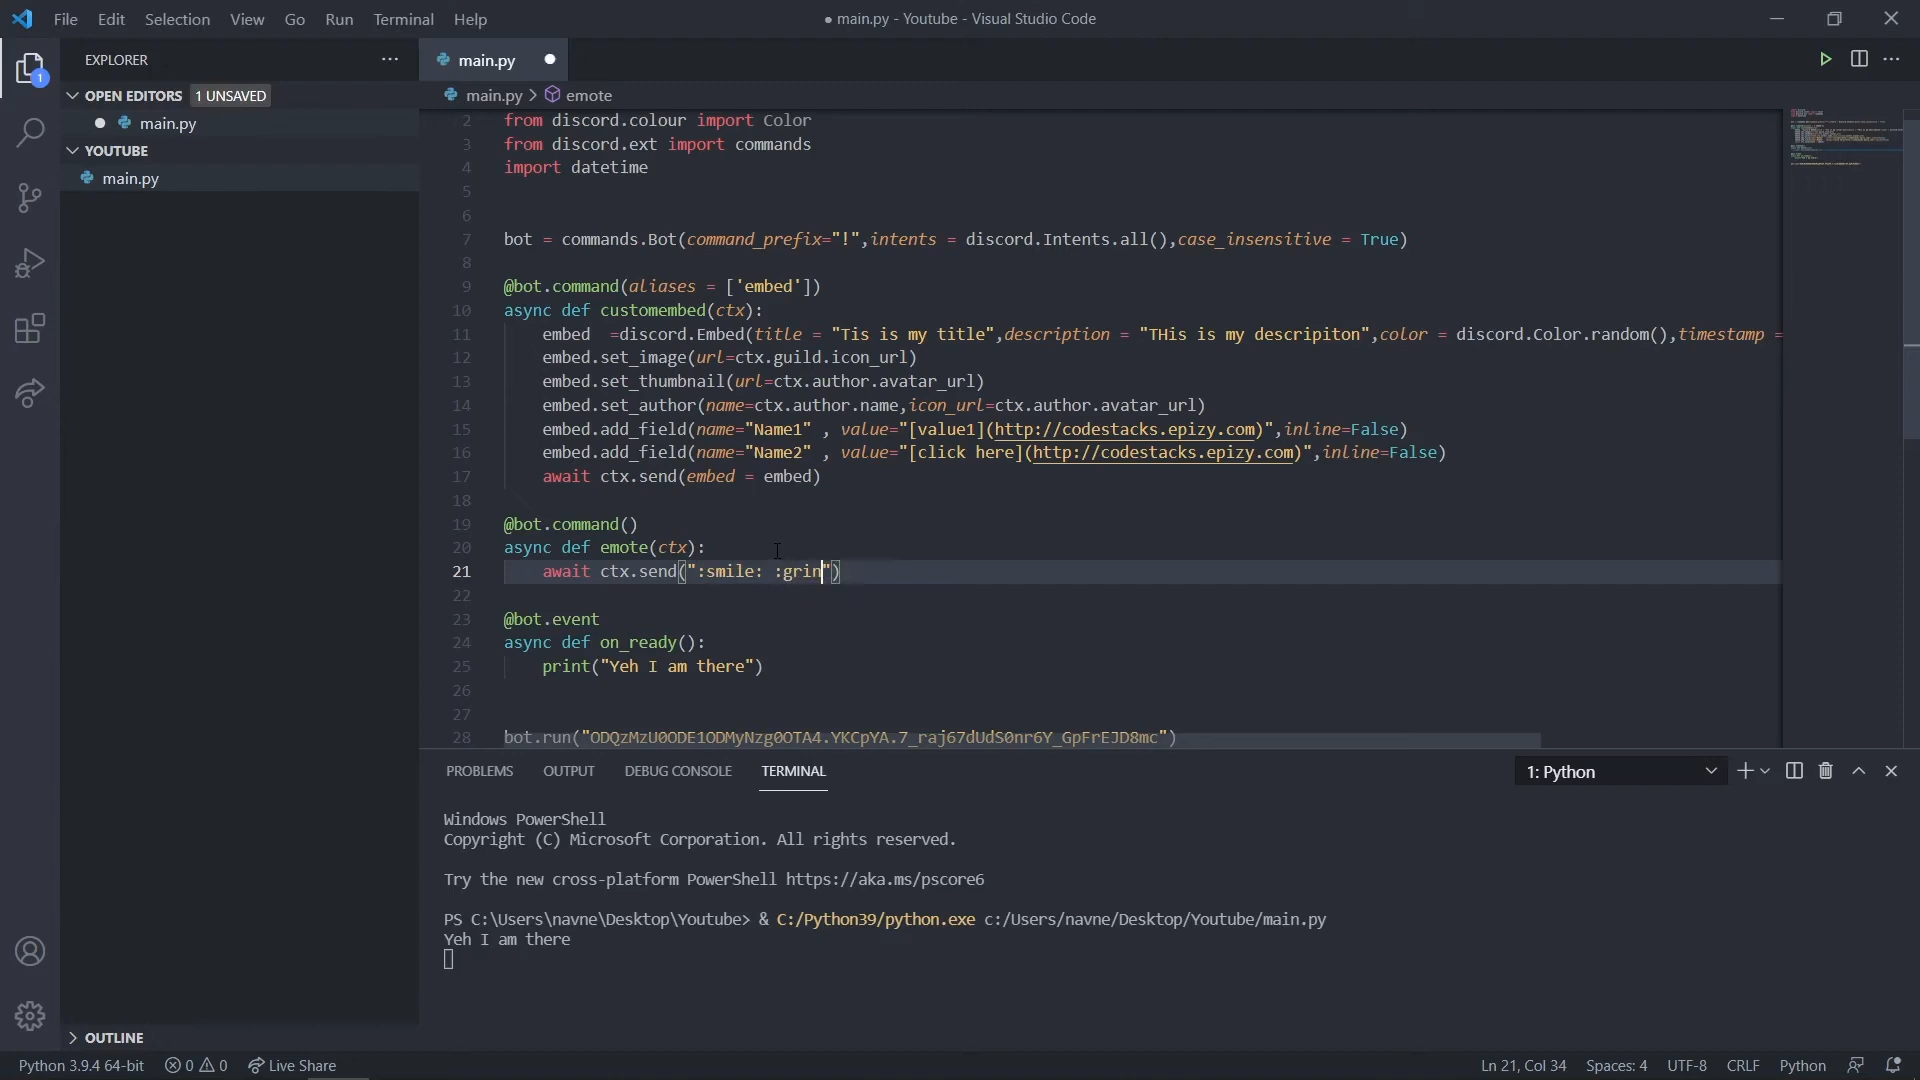 File Edit Selection View Go Run Terminal Help
● main.py - Youtube - Visual Studio Code
EXPLORER
1
OPEN EDITORS 1 UNSAVED
main.py
YOUTUBE
main.py
OUTLINE
main.py
main.py > emote
2 from discord.colour import Color
3 from discord.ext import commands
4 import datetime
5
6
7 bot = commands.Bot(command_prefix="!",intents = discord.Intents.all(),case_insensitive = True)
8
9 @bot.command(aliases = ['embed'])
10 async def customembed(ctx):
11 embed =discord.Embed(title = "Tis is my title",description = "THis is my descripiton",color = discord.Color.random(),timestamp =
12 embed.set_image(url=ctx.guild.icon_url)
13 embed.set_thumbnail(url=ctx.author.avatar_url)
14 embed.set_author(name=ctx.author.name,icon_url=ctx.author.avatar_url)
15 embed.add_field(name="Name1" , value="[value1](http://codestacks.epizy.com)",inline=False)
16 embed.add_field(name="Name2" , value="[click here](http://codestacks.epizy.com)",inline=False)
17 await ctx.send(embed = embed)
18
19 @bot.command()
20 async def emote(ctx):
21 await ctx.send(":smile: :grin")
22
23 @bot.event
24 async def on_ready():
25 print("Yeh I am there")
26
27
28 bot.run("ODQzMzU0ODE1ODMyNzg0OTA4.YKCpYA.7_raj67dUdS0nr6Y_GpFrEJD8mc")
PROBLEMS OUTPUT DEBUG CONSOLE TERMINAL
1: Python
Windows PowerShell
Copyright (C) Microsoft Corporation. All rights reserved.
Try the new cross-platform PowerShell https://aka.ms/pscore6
PS C:\Users\navne\Desktop\Youtube> & C:/Python39/python.exe c:/Users/navne/Desktop/Youtube/main.py
Yeh I am there
Python 3.9.4 64-bit 0 0 Live Share
Ln 21, Col 34 Spaces: 4 UTF-8 CRLF Python